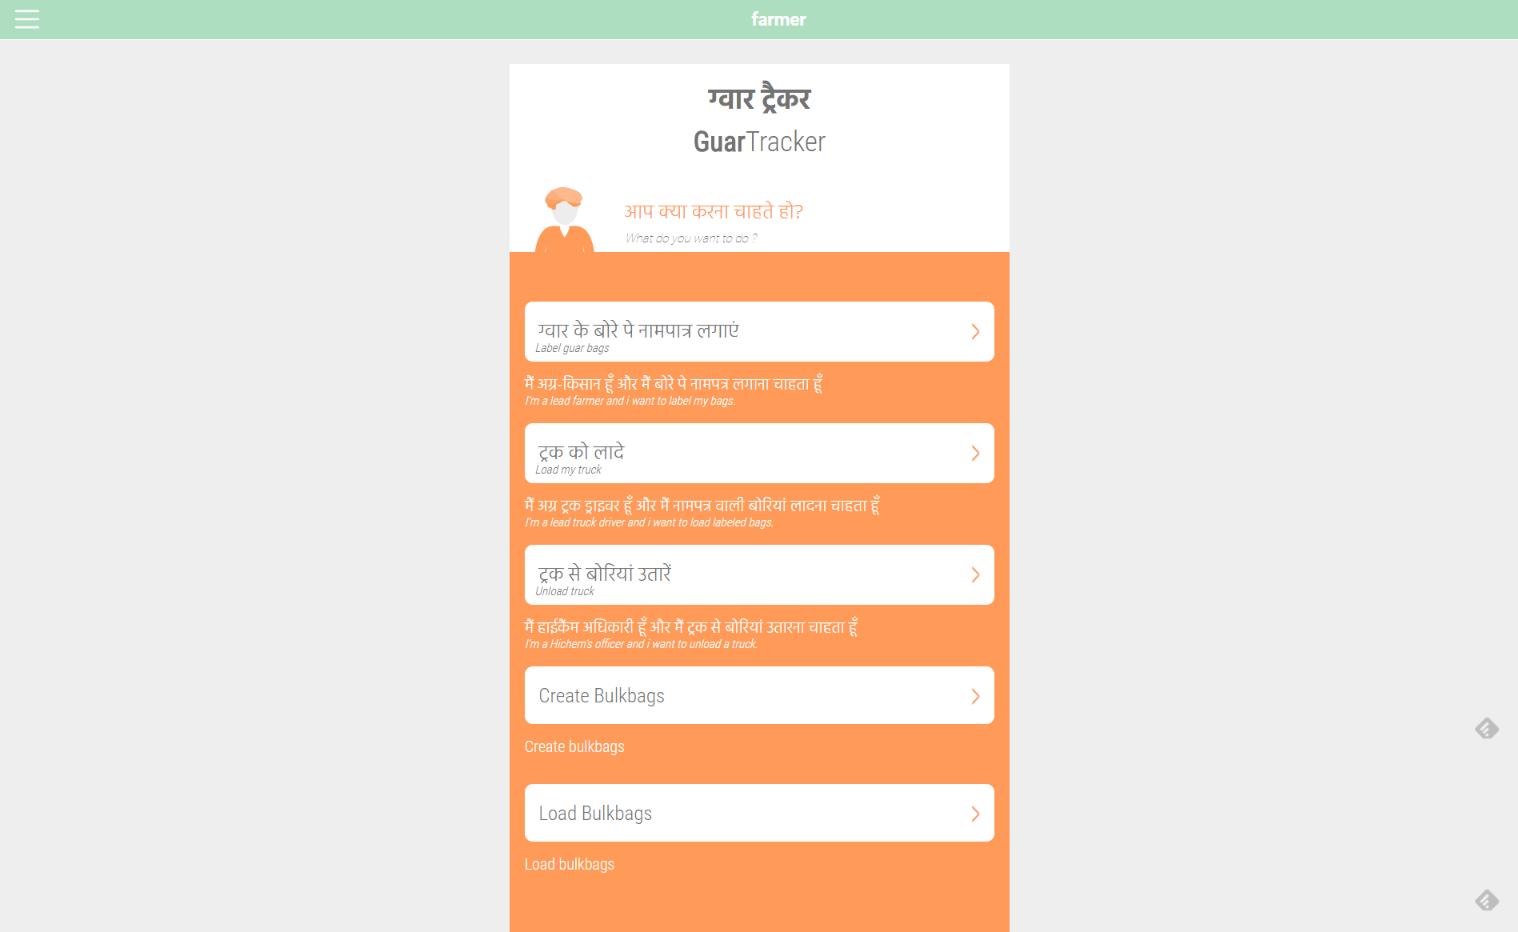 farmer
ग्वार ट्रैकर
GuarTracker
आप क्या करना चाहते हो?
What do you want to do ?
ग्वार के बोरे पे नामपात्र लगाएं
Label guar bags
मैं अग्र-किसान हूँ और मैं बोरे पे नामपत्र लगाना चाहता हूँ
I'm a lead farmer and i want to label my bags.
ट्रक को लादे
Load my truck
मैं अग्र ट्रक ड्राइवर हूँ और मैं नामपत्र वाली बोरियां लादना चाहता हूँ
I'm a lead truck driver and i want to load labeled bags.
ट्रक से बोरियां उतारें
Unload truck
मैं हाईकैम अधिकारी हूँ और मैं ट्रक से बोरियां उतारना चाहता हूँ
I'm a Hichem's officer and i want to unload a truck.
Create Bulkbags
Create bulkbags
Load Bulkbags
Load bulkbags